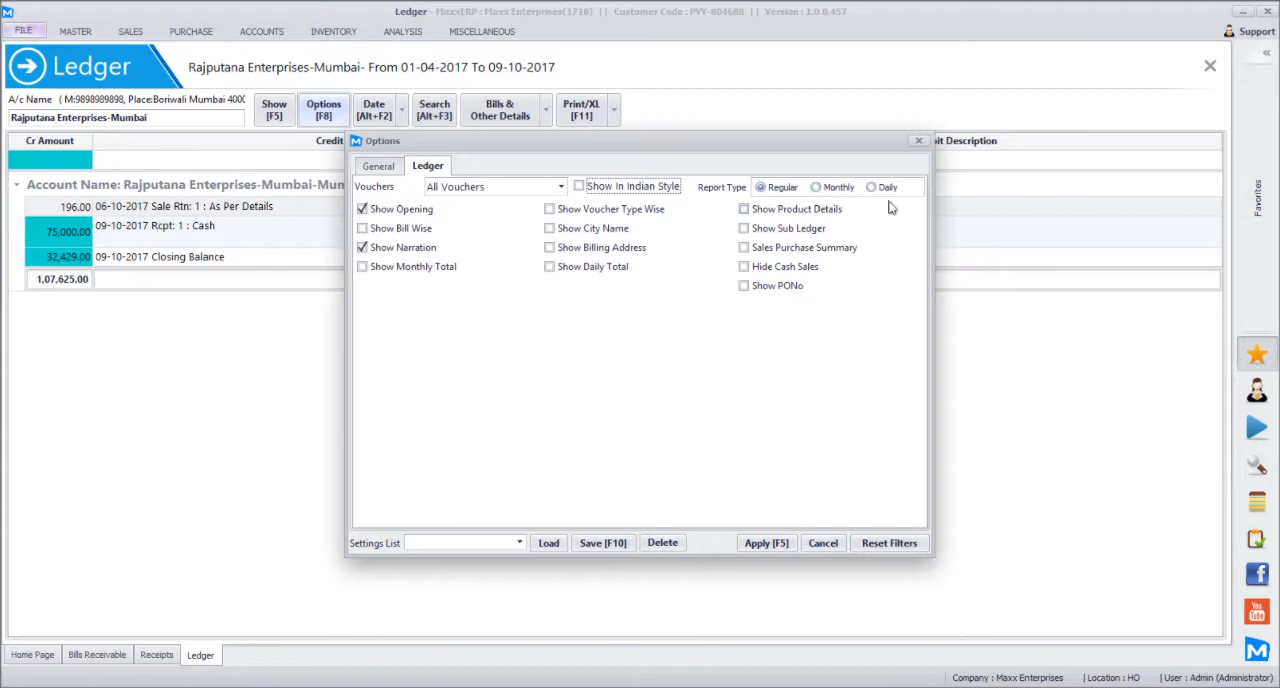 Ledger - MaxxERP : Maxx Enterprises(1718) || Customer Code : PVY-804688 || Version : 1.0.0.457
FILE MASTER SALES PURCHASE ACCOUNTS INVENTORY ANALYSIS MISCELLANEOUS Support
Ledger Rajputana Enterprises-Mumbai- From 01-04-2017 To 09-10-2017
A/c Name ( M:9898989898, Place:Boriwali Mumbai 4000
Rajputana Enterprises-Mumbai
Show [F5]
Options [F8]
Date [Alt+F2]
Search [Alt+F3]
Bills & Other Details
Print/XL [F11]
Cr Amount Credit
Options
General Ledger
Vouchers All Vouchers Show In Indian Style Report Type Regular Monthly Daily
Show Opening Show Voucher Type Wise Show Product Details
Show Bill Wise Show City Name Show Sub Ledger
Show Narration Show Billing Address Sales Purchase Summary
Show Monthly Total Show Daily Total Hide Cash Sales
Show PONo
Settings List Load Save [F10] Delete Apply [F5] Cancel Reset Filters
bit Description
Account Name: Rajputana Enterprises-Mumbai-Mun
196.00 06-10-2017 Sale Rtn: 1 : As Per Details
75,000.00 09-10-2017 Rcpt: 1 : Cash
32,429.00 09-10-2017 Closing Balance
1,07,625.00
Favorites
You Tube
Home Page Bills Receivable Receipts Ledger
Company : Maxx Enterprises | Location : HO | User : Admin (Administrator)